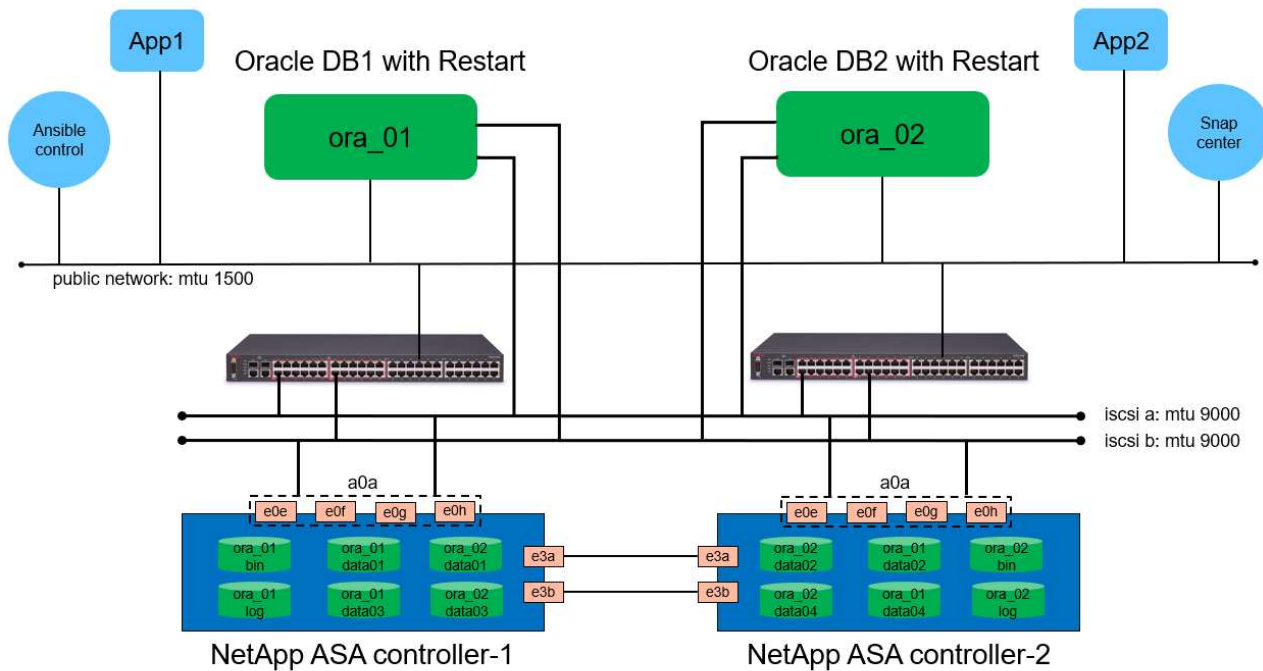 App1
App2
Oracle DB1 with Restart
Oracle DB2 with Restart
Ansible
control
ora_01
ora_02
Snap
center
public network: mtu 1500
iscsi a: mtu 9000
iscsi b: mtu 9000
a0a
a0a
e0e
e0f
e0g
e0h
e0e
e0f
e0g
e0h
ora_01
bin
ora_01
data01
ora_02
data01
e3a
e3a
ora_02
data02
ora_01
data02
ora_02
bin
ora_01
log
ora_01
data03
ora_02
data03
e3b
e3b
ora_02
data04
ora_01
data04
ora_02
log
NetApp ASA controller-1
NetApp ASA controller-2